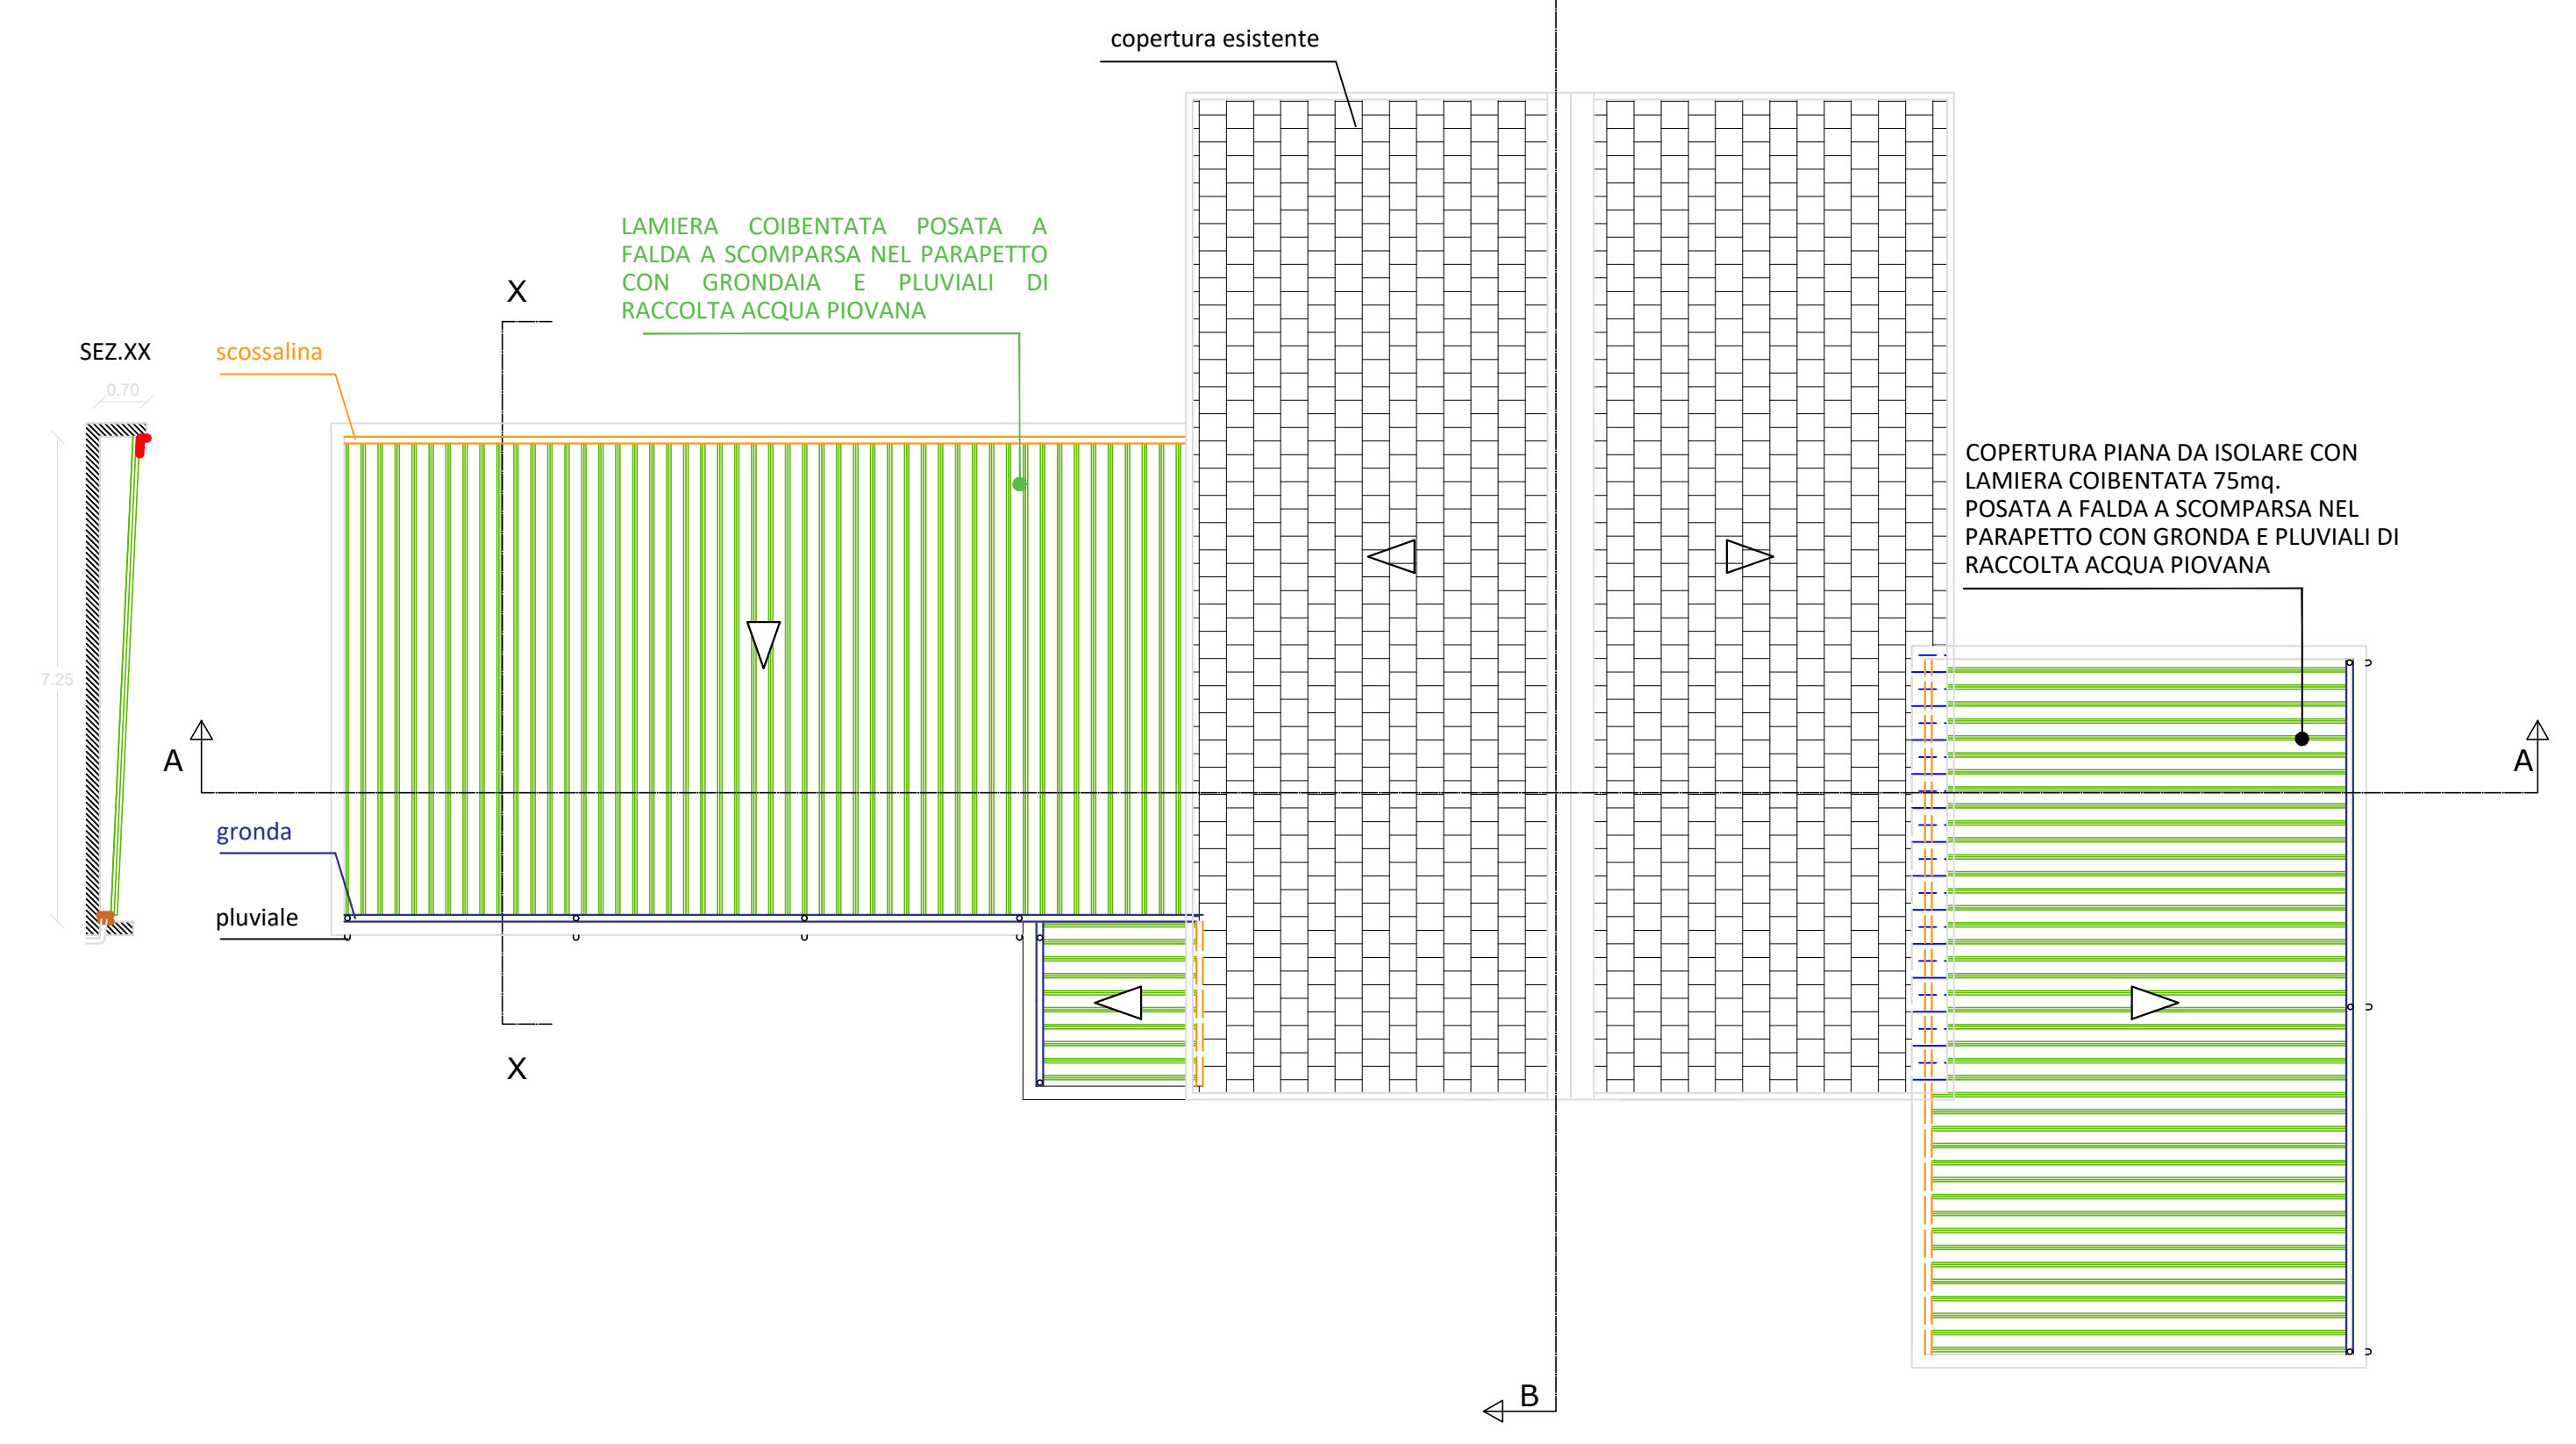 copertura esistente
LAMIERA COIBENTATA POSATA A
FALDA A SCOMPARSA NEL PARAPETTO
CON GRONDAIA E PLUVIALI DI
RACCOLTA ACQUA PIOVANA
X
SEZ.XX
scossalina
0.70
COPERTURA PIANA DA ISOLARE CON
LAMIERA COIBENTATA 75mq.
POSATA A FALDA A SCOMPARSA NEL
PARAPETTO CON GRONDA E PLUVIALI DI
RACCOLTA ACQUA PIOVANA
7.25
A
A
gronda
pluviale
X
B